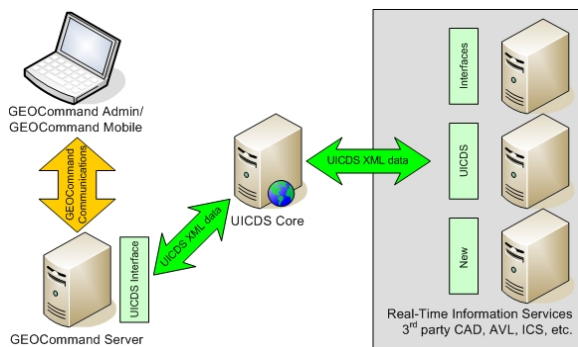 GEOCommand Admin/
GEOCommand Mobile
GEOCommand
Communications
GEOCommand Server
UICDS Interface
UICDS XML data
UICDS Core
UICDS XML data
Interfaces
UICDS
New
Real-Time Information Services
3rd party CAD, AVL, ICS, etc.